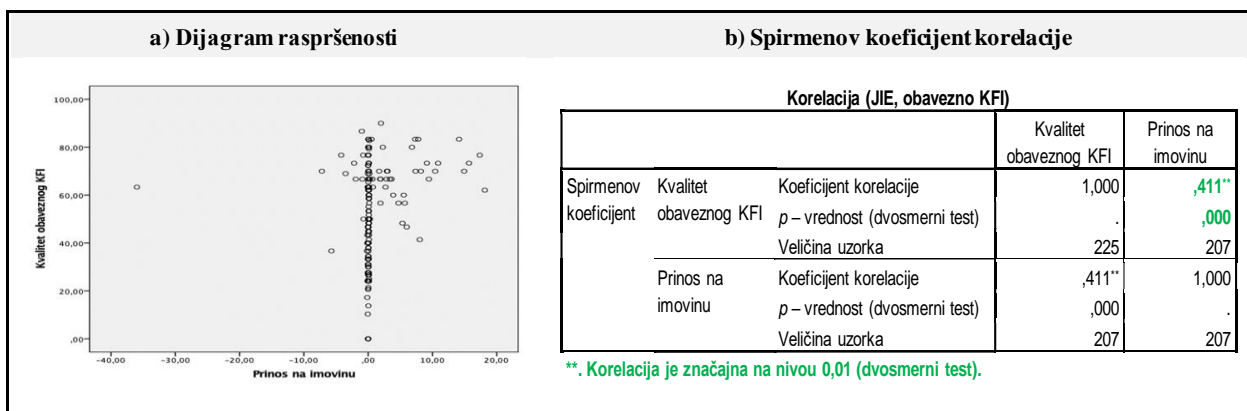 a) Dijagram raspršenosti
b) Spirmenov koeficijent korelacije
Kvalitet obaveznog KFI
100,00
80,00
60,00
40,00
20,00
,00
-40,00 -30,00 -20,00 -10,00 ,00 10,00 20,00
Prinos na imovinu
Korelacija (JIE, obavezno KFI)
Kvalitet obaveznog KFI
Prinos na imovinu
Spirmenov koeficijent
Kvalitet obaveznog KFI
Koeficijent korelacije 1,000 ,411**
p – vrednost (dvosmerni test) . ,000
Veličina uzorka 225 207
Prinos na imovinu
Koeficijent korelacije ,411** 1,000
p – vrednost (dvosmerni test) ,000 .
Veličina uzorka 207 207
**. Korelacija je značajna na nivou 0,01 (dvosmerni test).